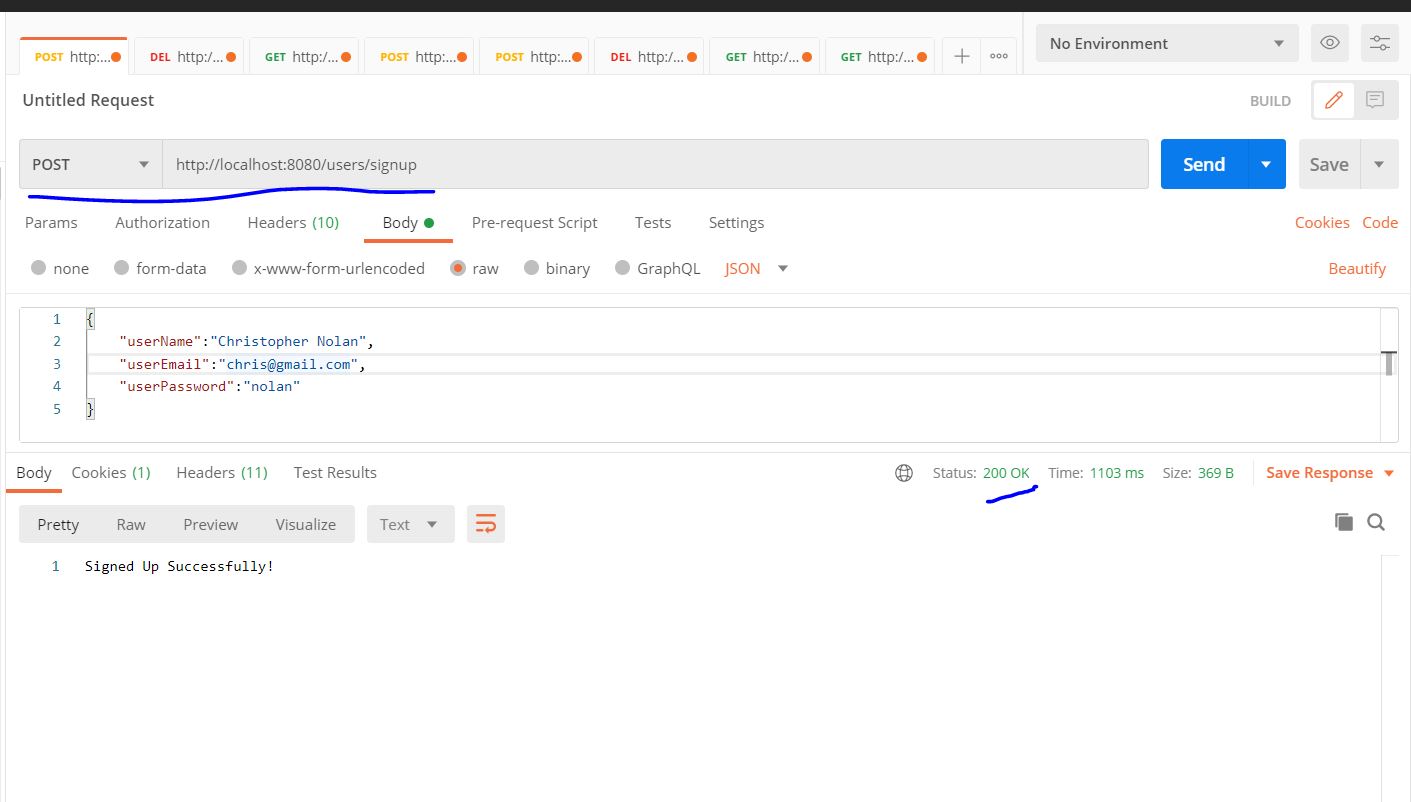 POST http:... DEL http:/... GET http:/... POST http:... POST http:... DEL http:/... GET http:/... GET http:/... No Environment
Untitled Request BUILD
POST http://localhost:8080/users/signup Send Save
Params Authorization Headers (10) Body Pre-request Script Tests Settings Cookies Code
none form-data x-www-form-urlencoded raw binary GraphQL JSON Beautify
1 {
2 "userName":"Christopher Nolan",
3 "userEmail":"chris@gmail.com",
4 "userPassword":"nolan"
5 }
Body Cookies (1) Headers (11) Test Results Status: 200 OK Time: 1103 ms Size: 369 B Save Response
Pretty Raw Preview Visualize Text
1 Signed Up Successfully!